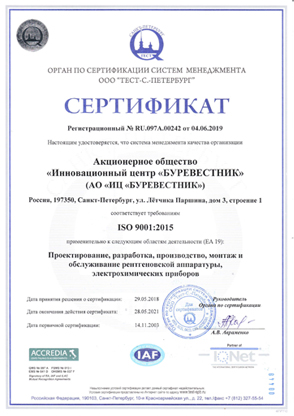 ОРГАН ПО СЕРТИФИКАЦИИ СИСТЕМ МЕНЕДЖМЕНТА
ООО "ТЕСТ-С.-ПЕТЕРБУРГ"
СЕРТИФИКАТ
Регистрационный № RU.097A.00242 от 04.06.2019
Настоящим удостоверяется, что система менеджмента качества организации
Акционерное общество
«Инновационный центр «БУРЕВЕСТНИК»
(АО «ИЦ «БУРЕВЕСТНИК»)
Россия, 197350, Санкт-Петербург, ул. Лётчика Паршина, дом 3, строение 1
соответствует требованиям
ISO 9001:2015
применительно к следующим областям деятельности (EA 19):
Проектирование, разработка, производство, монтаж и
обслуживание рентгеновской аппаратуры,
электрохимических приборов
Дата принятия решения о сертификации: 29.05.2018
Дата окончания действия сертификата: 28.05.2021
Дата первичной сертификации: 14.11.2003
Руководитель
Органа по сертификации
А.В. Авраменко
ACCREDIA
IAF
IQNet